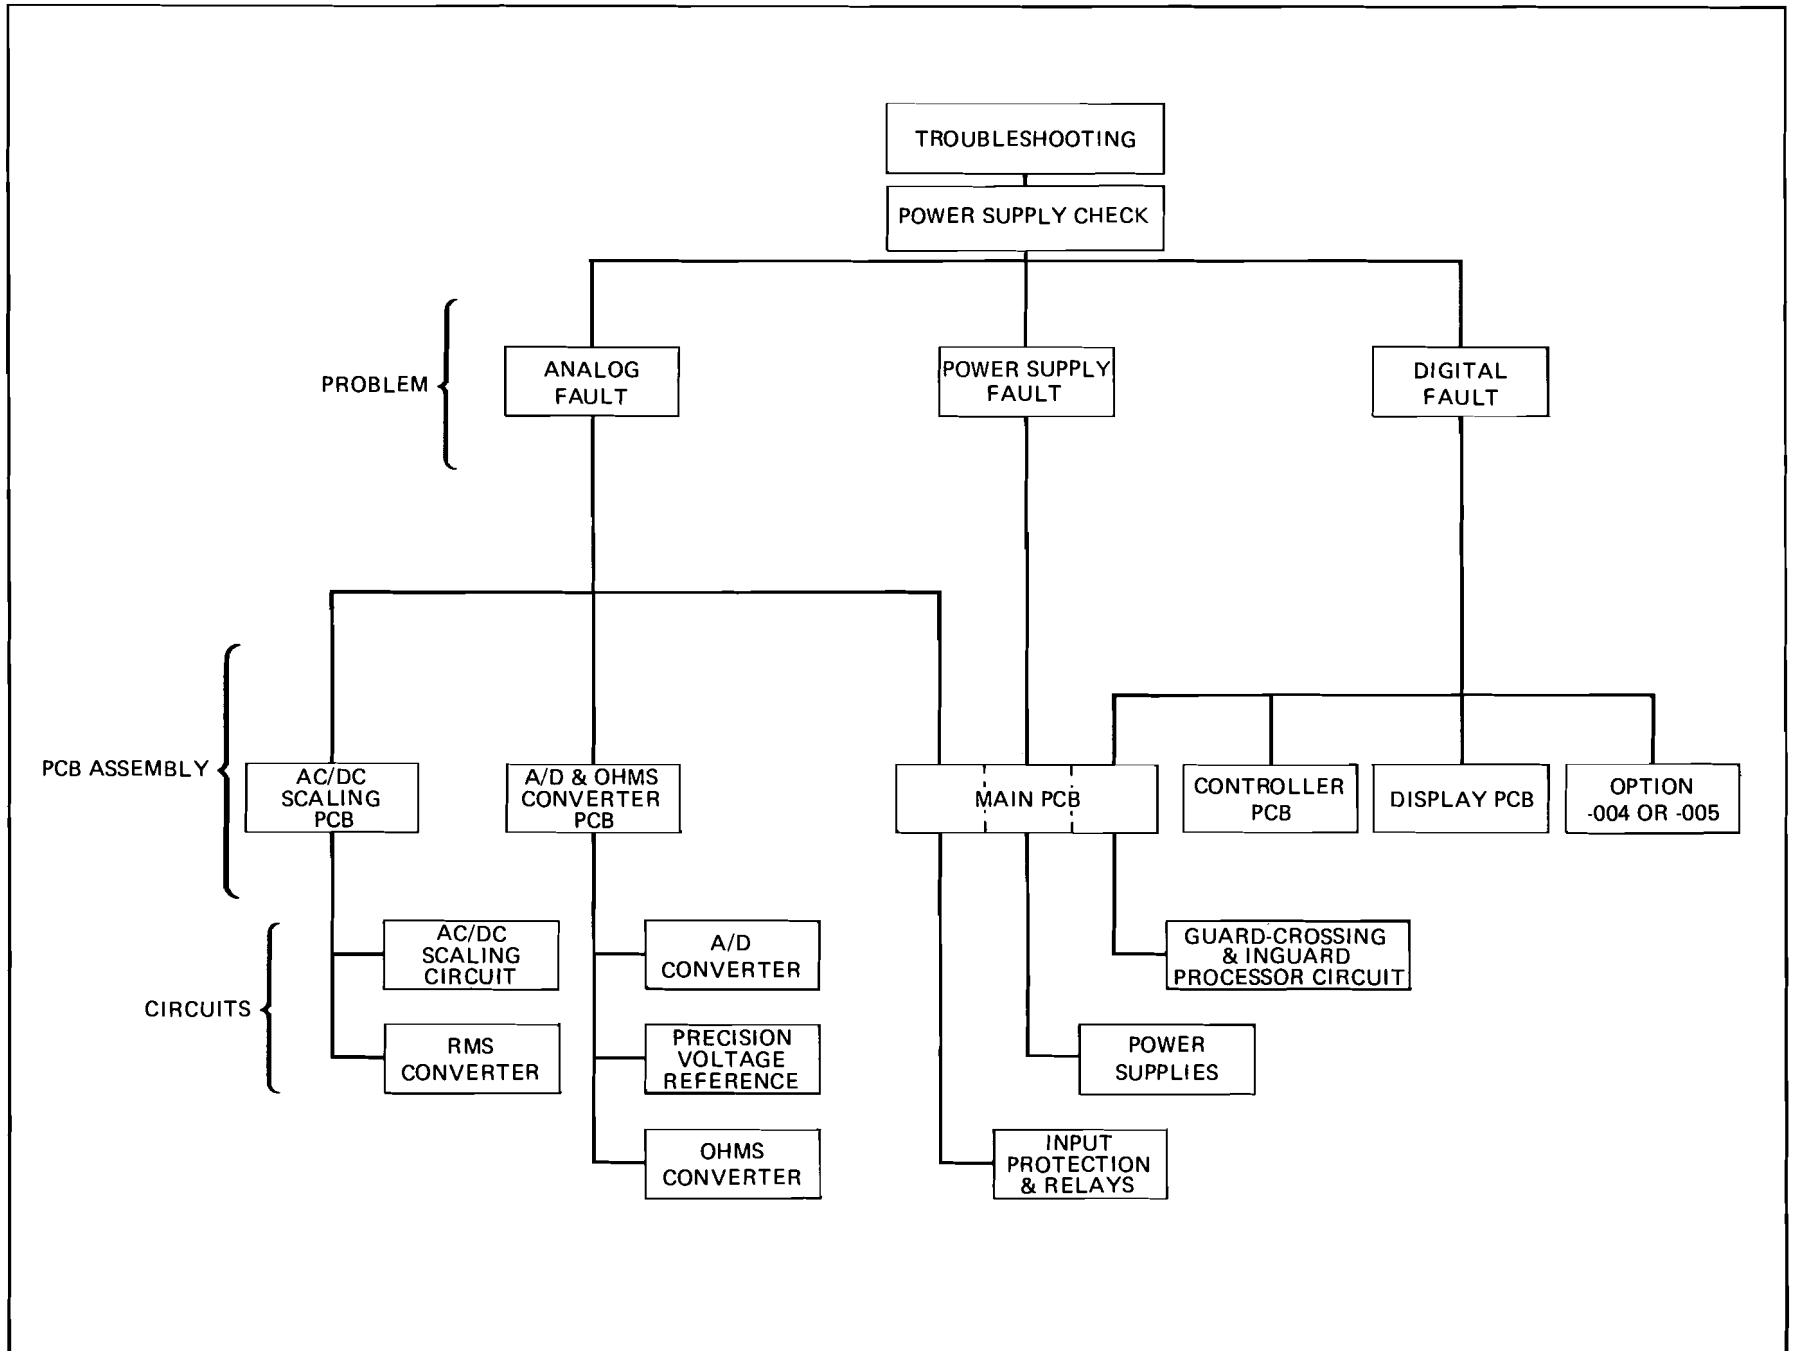 TROUBLESHOOTING
POWER SUPPLY CHECK
PROBLEM
ANALOG
FAULT
POWER SUPPLY
FAULT
DIGITAL
FAULT
PCB ASSEMBLY
AC/DC
SCALING
PCB
A/D & OHMS
CONVERTER
PCB
MAIN PCB
CONTROLLER
PCB
DISPLAY PCB
OPTION
-004 OR -005
CIRCUITS
AC/DC
SCALING
CIRCUIT
A/D
CONVERTER
GUARD-CROSSING
& INGUARD
PROCESSOR CIRCUIT
RMS
CONVERTER
PRECISION
VOLTAGE
REFERENCE
POWER
SUPPLIES
OHMS
CONVERTER
INPUT
PROTECTION
& RELAYS